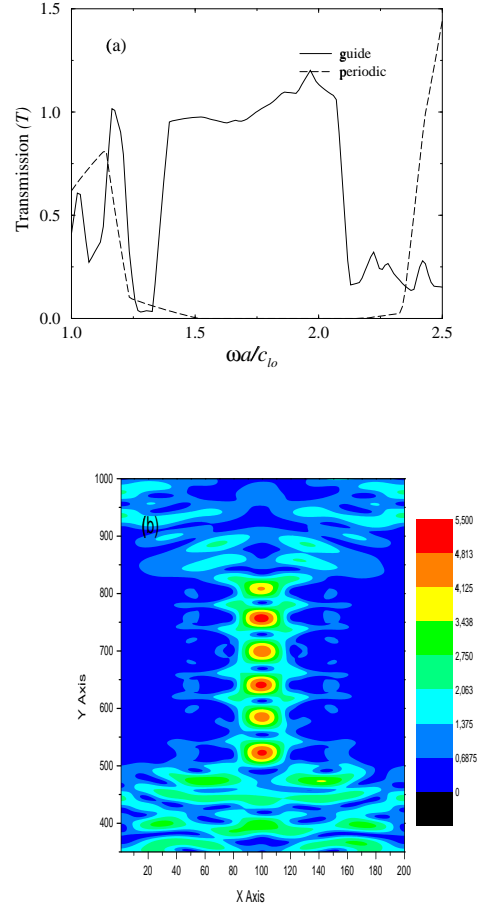 1.5
(a)
guide
periodic
1.0
Transmission (T)
0.5
0.0
1.0 1.5 2.0 2.5
ωa/c_lo
1000
(b)
900
800
700
600
500
400
Y Axis
20 40 60 80 100 120 140 160 180 200
X Axis
5,500
4,813
4,125
3,438
2,750
2,063
1,375
0,6875
0